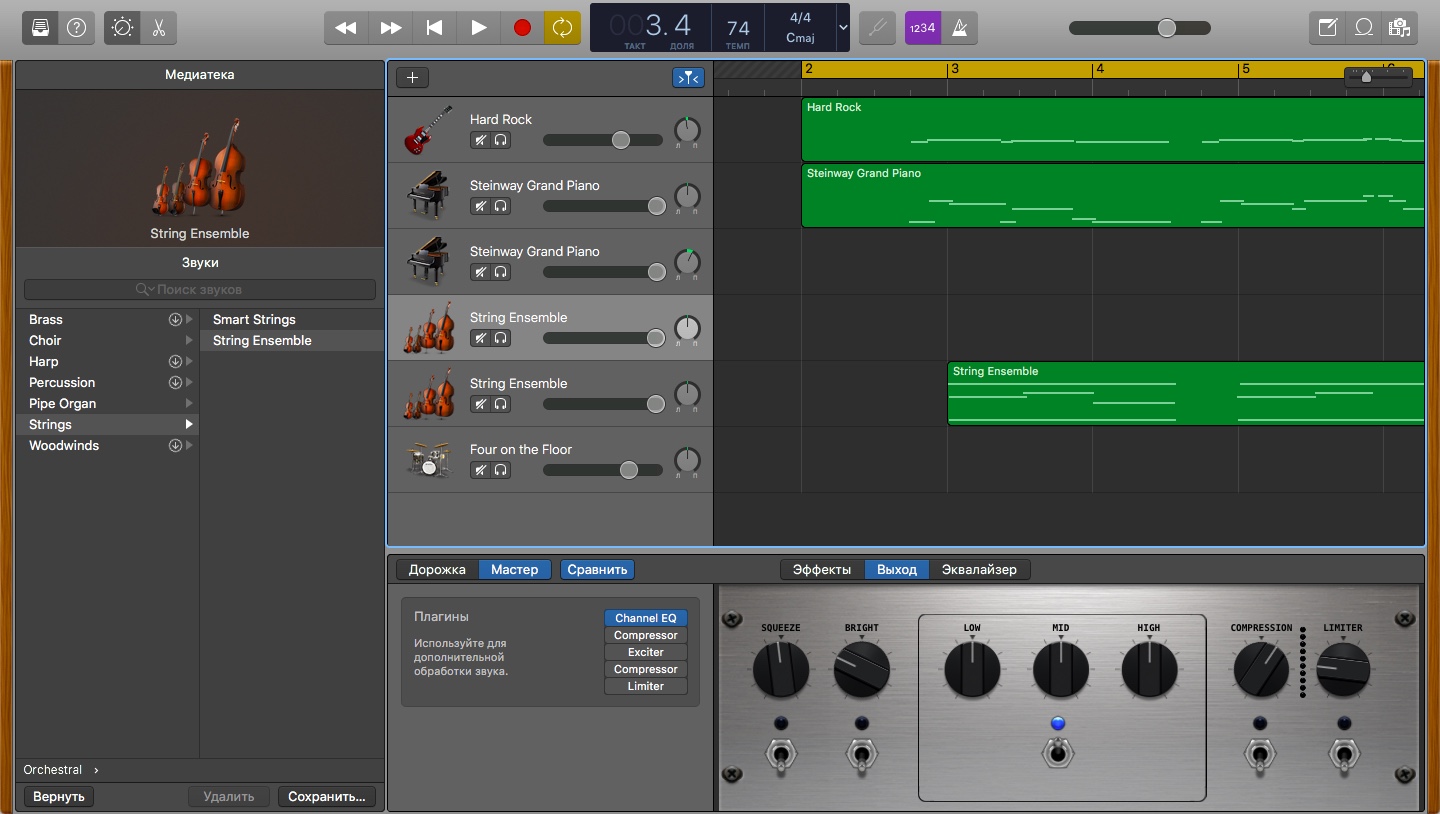 003. 4
ТАКТ ДОЛЯ
74
ТЕМП
4/4
Cmaj
1234
Медиатека
String Ensemble
Звуки
Поиск звуков
Brass
Choir
Harp
Percussion
Pipe Organ
Strings
Woodwinds
Smart Strings
String Ensemble
Orchestral ›
Вернуть
Удалить
Сохранить...
2 3 4 5 6
Hard Rock
Л П
Steinway Grand Piano
Л П
Steinway Grand Piano
Л П
String Ensemble
Л П
String Ensemble
Л П
Four on the Floor
Л П
Hard Rock
Steinway Grand Piano
String Ensemble
Дорожка Мастер Сравнить
Эффекты Выход Эквалайзер
Плагины
Используйте для
дополнительной
обработки звука.
Channel EQ
Compressor
Exciter
Compressor
Limiter
SQUEEZE BRIGHT LOW MID HIGH COMPRESSION LIMITER